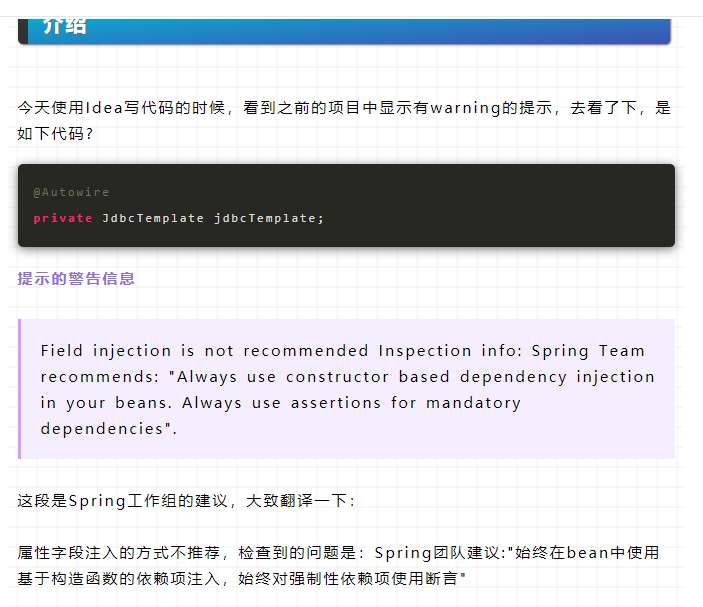 介绍
今天使用Idea写代码的时候，看到之前的项目中显示有warning的提示，去看了下，是
如下代码?
@Autowire
private JdbcTemplate jdbcTemplate;
提示的警告信息
Field injection is not recommended Inspection info: Spring Team
recommends: "Always use constructor based dependency injection
in your beans. Always use assertions for mandatory
dependencies".
这段是Spring工作组的建议，大致翻译一下：
属性字段注入的方式不推荐，检查到的问题是：Spring团队建议:"始终在bean中使用
基于构造函数的依赖项注入，始终对强制性依赖项使用断言"